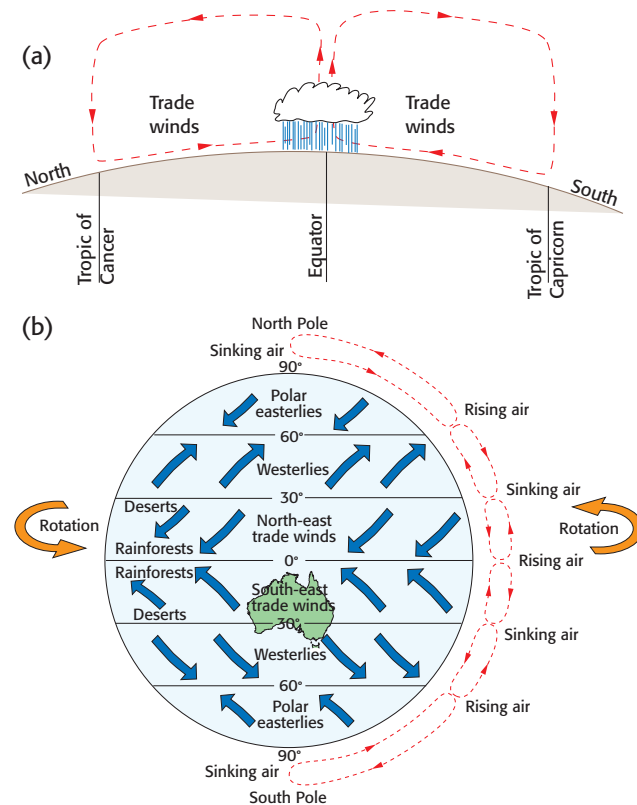 (a)
Trade
winds
Trade
winds
North
South
Tropic of
Cancer
Equator
Tropic of
Capricorn
(b)
North Pole
Sinking air
90°
Polar
easterlies
Rising air
60°
Westerlies
Sinking air
30°
Deserts
North-east
trade winds
Rotation
Rotation
Rainforests
0°
Rising air
Rainforests
South-east
trade winds
Deserts
30°
Sinking air
Westerlies
60°
Rising air
Polar
easterlies
90°
Sinking air
South Pole